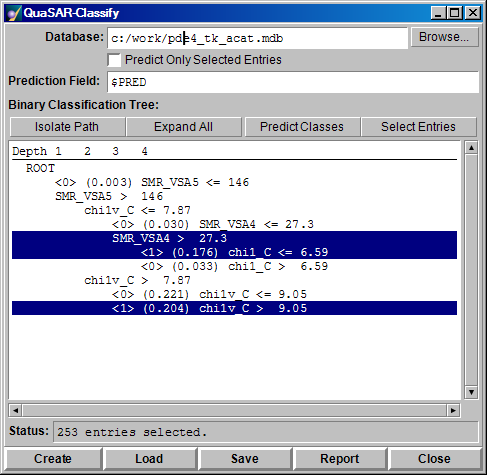 QuaSAR-Classify
Database: c:/work/pde4_tk_acat.mdb Browse...
Predict Only Selected Entries
Prediction Field: $PRED
Binary Classification Tree:
Isolate Path Expand All Predict Classes Select Entries
Depth 1 2 3 4
ROOT
<0> (0.003) SMR_VSA5 <= 146
SMR_VSA5 > 146
chi1v_C <= 7.87
<0> (0.030) SMR_VSA4 <= 27.3
SMR_VSA4 > 27.3
<1> (0.176) chi1_C <= 6.59
<0> (0.033) chi1_C > 6.59
chi1v_C > 7.87
<0> (0.221) chi1v_C <= 9.05
<1> (0.204) chi1v_C > 9.05
Status: 253 entries selected.
Create Load Save Report Close